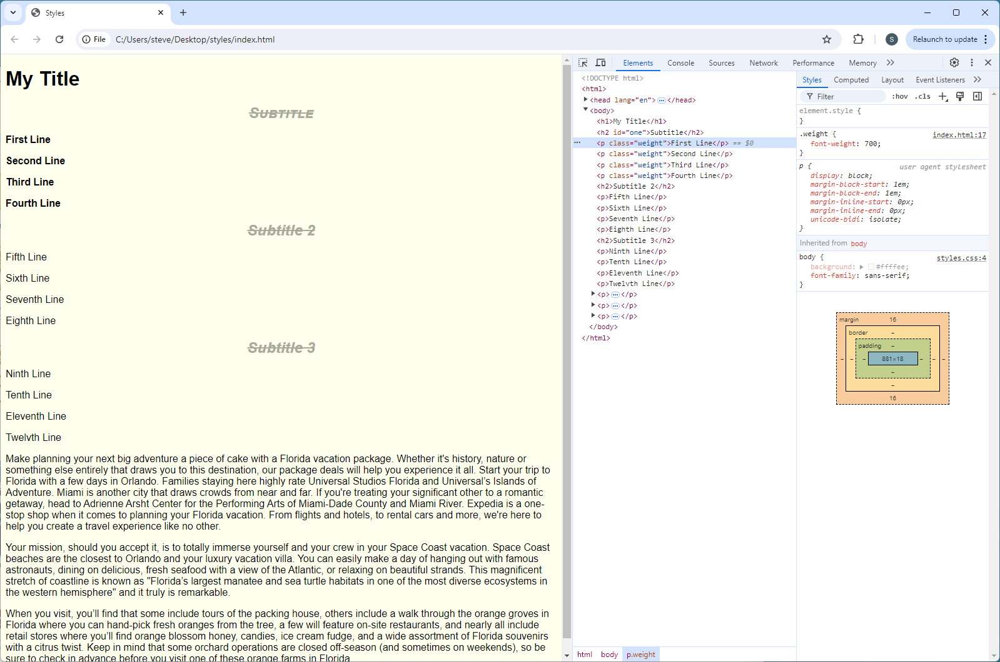 Styles
File
C:/Users/steve/Desktop/styles/index.html
S
Relaunch to update
My Title
Subtitle
First Line
Second Line
Third Line
Fourth Line
Subtitle 2
Fifth Line
Sixth Line
Seventh Line
Eighth Line
Subtitle 3
Ninth Line
Tenth Line
Eleventh Line
Twelvth Line
Make planning your next big adventure a piece of cake with a Florida vacation package. Whether it's history, nature or
something else entirely that draws you to this destination, our package deals will help you experience it all. Start your trip to
Florida with a few days in Orlando. Families staying here highly rate Universal Studios Florida and Universal’s Islands of
Adventure. Miami is another city that draws crowds from near and far. If you're treating your significant other to a romantic
getaway, head to Adrienne Arsht Center for the Performing Arts of Miami-Dade County and Miami River. Expedia is a one-
stop shop when it comes to planning your Florida vacation. From flights and hotels, to rental cars and more, we're here to
help you create a travel experience like no other.
Your mission, should you accept it, is to totally immerse yourself and your crew in your Space Coast vacation. Space Coast
beaches are the closest to Orlando and your luxury vacation villa. You can easily make a day of hanging out with famous
astronauts, dining on delicious, fresh seafood with a view of the Atlantic, or relaxing on beautiful strands. This magnificent
stretch of coastline is known as "Florida’s largest manatee and sea turtle habitats in one of the most diverse ecosystems in
the western hemisphere" and it truly is remarkable.
When you visit, you’ll find that some include tours of the packing house, others include a walk through the orange groves in
Florida where you can hand-pick fresh oranges from the tree, a few will feature on-site restaurants, and nearly all include
retail stores where you’ll find orange blossom honey, candies, ice cream fudge, and a wide assortment of Florida souvenirs
with a citrus twist. Keep in mind that some orchard operations are closed off-season (and sometimes on weekends), so be
sure to check in advance before you visit one of these orange farms in Florida
Elements Console Sources Network Performance Memory
<!DOCTYPE html>
<html>
<head lang="en"> ··· </head>
<body>
<h1>My Title</h1>
<h2 id="one">Subtitle</h2>
··· <p class="weight">First Line</p> == $0
<p class="weight">Second Line</p>
<p class="weight">Third Line</p>
<p class="weight">Fourth Line</p>
<h2>Subtitle 2</h2>
<p>Fifth Line</p>
<p>Sixth Line</p>
<p>Seventh Line</p>
<p>Eighth Line</p>
<h2>Subtitle 3</h2>
<p>Ninth Line</p>
<p>Tenth Line</p>
<p>Eleventh Line</p>
<p>Twelvth Line</p>
<p> ··· </p>
<p> ··· </p>
<p> ··· </p>
</body>
</html>
html body p.weight
Styles Computed Layout Event Listeners
Filter :hov .cls
element.style {
}
.weight { index.html:17
font-weight: 700;
}
p { user agent stylesheet
display: block;
margin-block-start: 1em;
margin-block-end: 1em;
margin-inline-start: 0px;
margin-inline-end: 0px;
unicode-bidi: isolate;
}
Inherited from body
body { styles.css:4
background: #ffffee;
font-family: sans-serif;
}
margin 16
border –
padding –
– – – 881×18 – – –
–
–
16